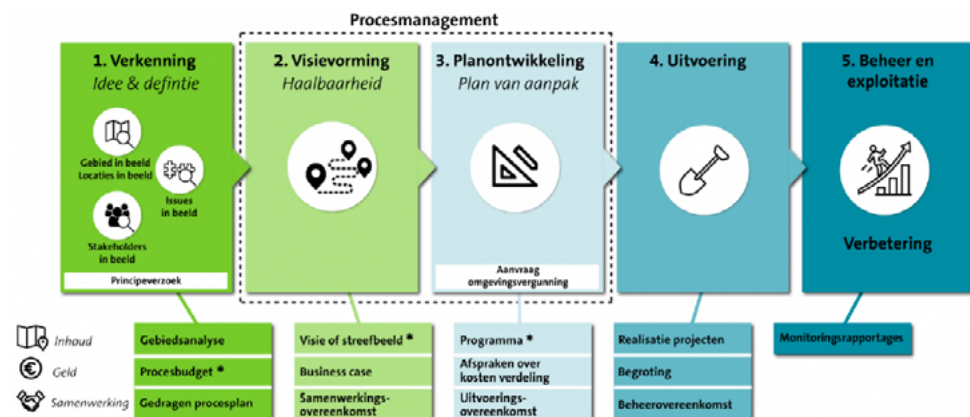 Procesmanagement
1. Verkenning
Idee & defintie
Gebied in beeld
Locaties in beeld
Issues
in beeld
Stakeholders
in beeld
Principeverzoek
2. Visievorming
Haalbaarheid
3. Planontwikkeling
Plan van aanpak
Aanvraag
omgevingsvergunning
4. Uitvoering
5. Beheer en
exploitatie
Verbetering
Inhoud
Gebiedsanalyse
Visie of streefbeeld *
Programma *
Realisatie projecten
Monitoringsrapportages
Geld
Procesbudget *
Business case
Afspraken over
kosten verdeling
Begroting
Samenwerking
Gedragen procesplan
Samenwerkings-
overeenkomst
Uitvoerings-
overeenkomst
Beheerovereenkomst